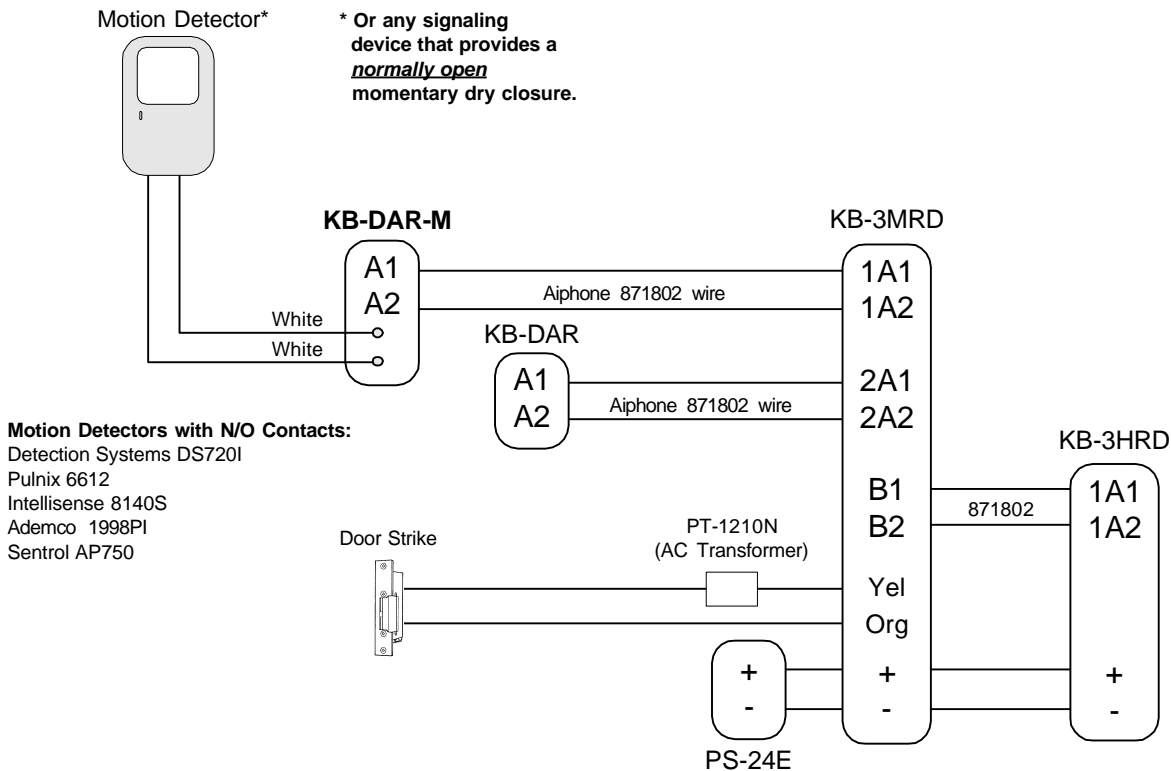 Motion Detector*
* Or any signaling
device that provides a
normally open
momentary dry closure.
KB-DAR-M
A1
A2
White
White
Aiphone 871802 wire
KB-DAR
A1
A2
Aiphone 871802 wire
KB-3MRD
1A1
1A2
2A1
2A2
B1
B2
Yel
Org
+
-
871802
KB-3HRD
1A1
1A2
+
-
Motion Detectors with N/O Contacts:
Detection Systems DS720I
Pulnix 6612
Intellisense 8140S
Ademco 1998PI
Sentrol AP750
Door Strike
PT-1210N
(AC Transformer)
+
-
PS-24E